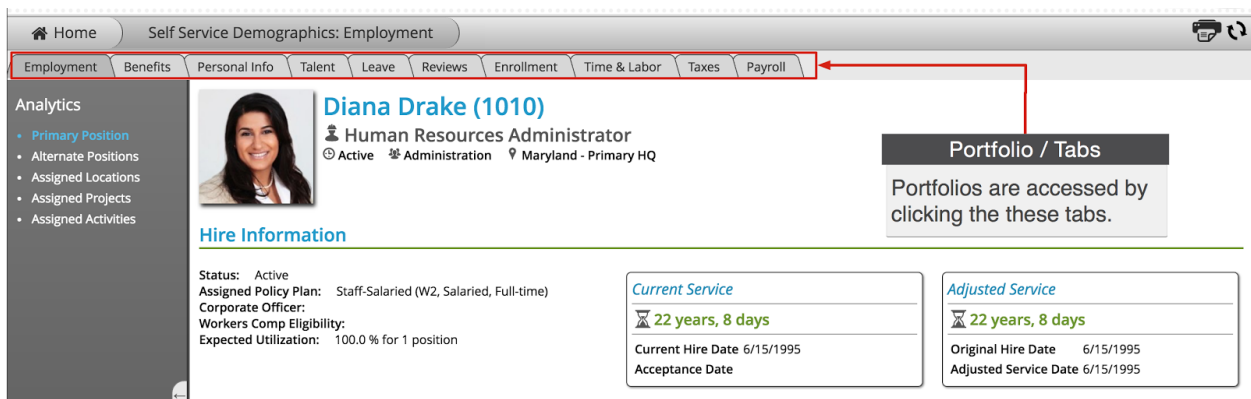 Home
Self Service Demographics: Employment
Employment Benefits Personal Info Talent Leave Reviews Enrollment Time & Labor Taxes Payroll
Analytics
Primary Position
Alternate Positions
Assigned Locations
Assigned Projects
Assigned Activities
Diana Drake (1010)
Human Resources Administrator
Active Administration Maryland - Primary HQ
Portfolio / Tabs
Portfolios are accessed by
clicking the these tabs.
Hire Information
Status: Active
Assigned Policy Plan: Staff-Salaried (W2, Salaried, Full-time)
Corporate Officer:
Workers Comp Eligibility:
Expected Utilization: 100.0 % for 1 position
Current Service
22 years, 8 days
Current Hire Date 6/15/1995
Acceptance Date
Adjusted Service
22 years, 8 days
Original Hire Date 6/15/1995
Adjusted Service Date 6/15/1995